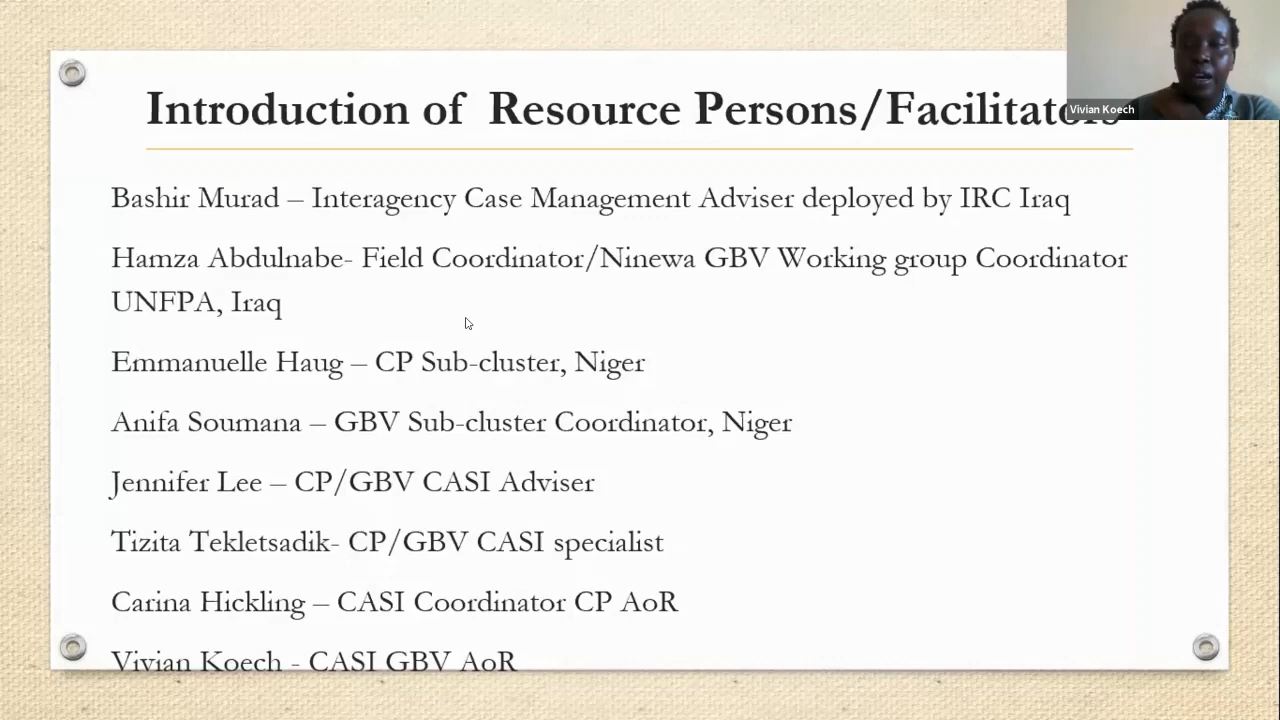 Introduction of Resource Persons/Facilitators
Vivian Koech
Bashir Murad – Interagency Case Management Adviser deployed by IRC Iraq
Hamza Abdulnabe- Field Coordinator/Ninewa GBV Working group Coordinator
UNFPA, Iraq
Emmanuelle Haug – CP Sub-cluster, Niger
Anifa Soumana – GBV Sub-cluster Coordinator, Niger
Jennifer Lee – CP/GBV CASI Adviser
Tizita Tekletsadik- CP/GBV CASI specialist
Carina Hickling – CASI Coordinator CP AoR
Vivian Koech - CASI GBV AoR